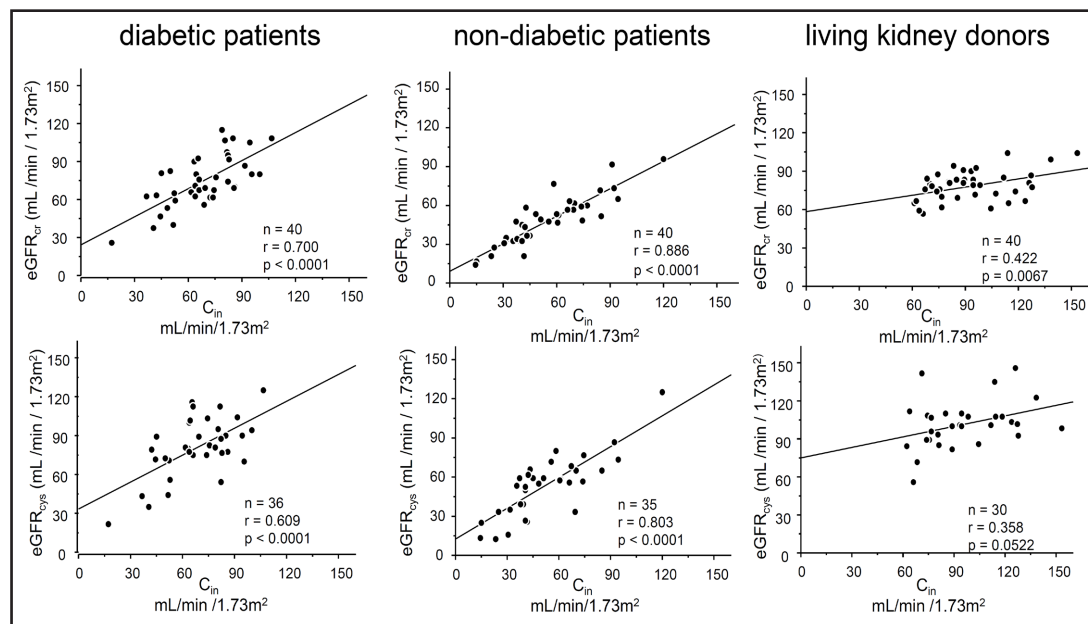 diabetic patients
non-diabetic patients
living kidney donors
eGFRcr (mL /min / 1.73m²)
150
120
90
60
30
0
n = 40
r = 0.700
p < 0.0001
0 30 60 90 120 150
Cin
mL/min/1.73m²
eGFRcr (mL /min / 1.73m²)
150
120
90
60
30
0
n = 40
r = 0.886
p < 0.0001
0 30 60 90 120 150
Cin
mL/min/1.73m²
eGFRcr (mL /min / 1.73m²)
150
120
90
60
30
0
n = 40
r = 0.422
p = 0.0067
0 30 60 90 120 150
Cin
mL/min/1.73m²
eGFRcys (mL /min / 1.73m²)
150
120
90
60
30
0
n = 36
r = 0.609
p < 0.0001
0 30 60 90 120 150
Cin
mL/min /1.73m²
eGFRcys (mL /min / 1.73m²)
150
120
90
60
30
0
n = 35
r = 0.803
p < 0.0001
0 30 60 90 120 150
Cin
mL/min/1.73m²
eGFRcys (mL /min / 1.73m²⁾
150
120
90
60
30
0
n = 30
r = 0.358
p = 0.0522
0 30 60 90 120 150
Cin
mL/min /1.73m²